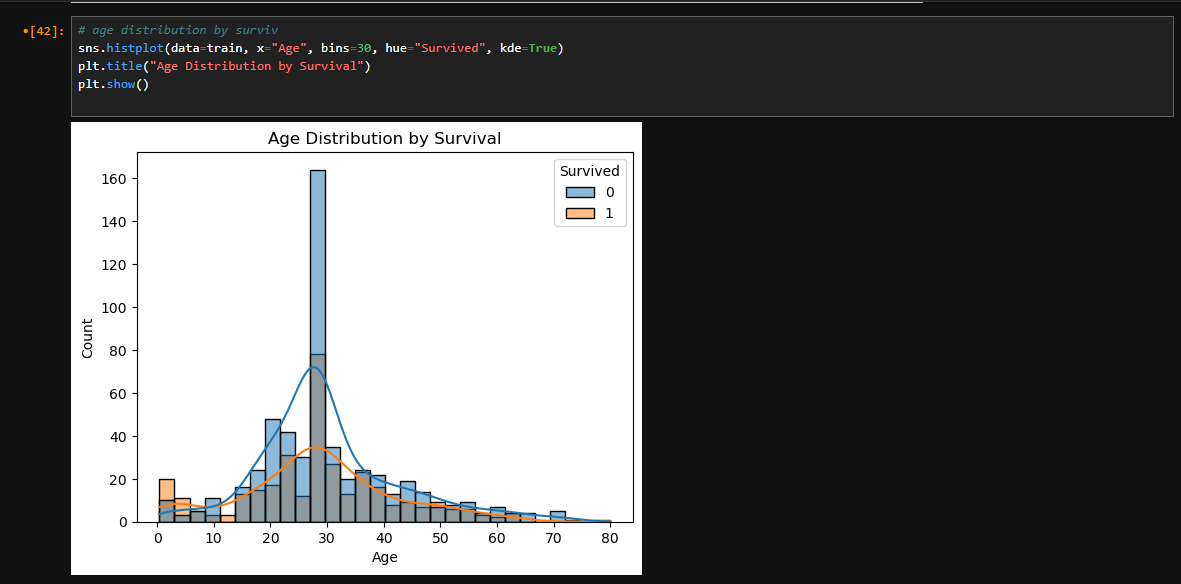 •[42]:
# age distribution by surviv
sns.histplot(data=train, x="Age", bins=30, hue="Survived", kde=True)
plt.title("Age Distribution by Survival")
plt.show()
Age Distribution by Survival
Survived
0
1
160
140
120
100
80
60
40
20
0
Count
0 10 20 30 40 50 60 70 80
Age